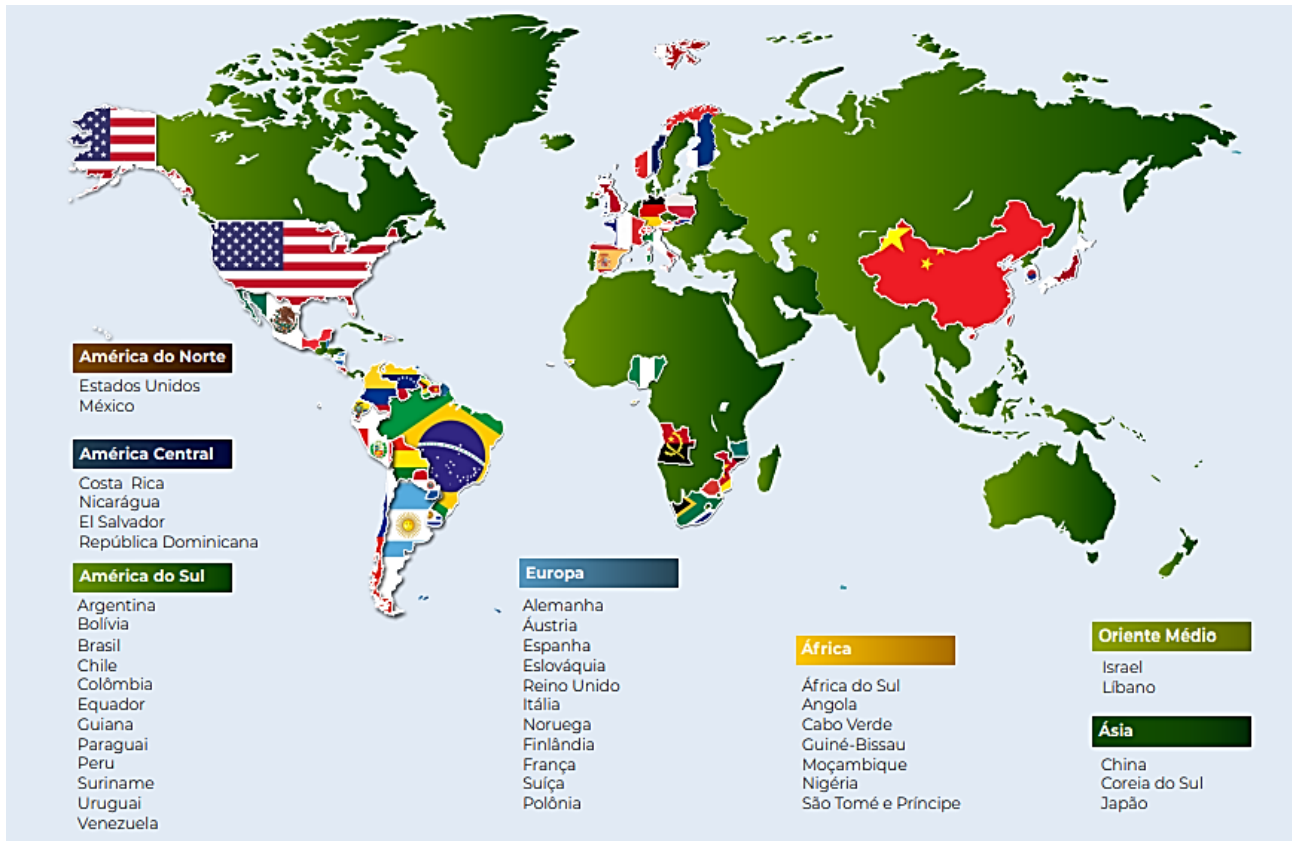 América do Norte
Estados Unidos
México
América Central
Costa Rica
Nicarágua
El Salvador
República Dominicana
América do Sul
Argentina
Bolívia
Brasil
Chile
Colômbia
Equador
Guiana
Paraguai
Peru
Suriname
Uruguai
Venezuela
Europa
Alemanha
Áustria
Espanha
Eslováquia
Reino Unido
Itália
Noruega
Finlândia
França
Suíça
Polônia
África
África do Sul
Angola
Cabo Verde
Guiné-Bissau
Moçambique
Nigéria
São Tomé e Príncipe
Oriente Médio
Israel
Líbano
Ásia
China
Coreia do Sul
Japão